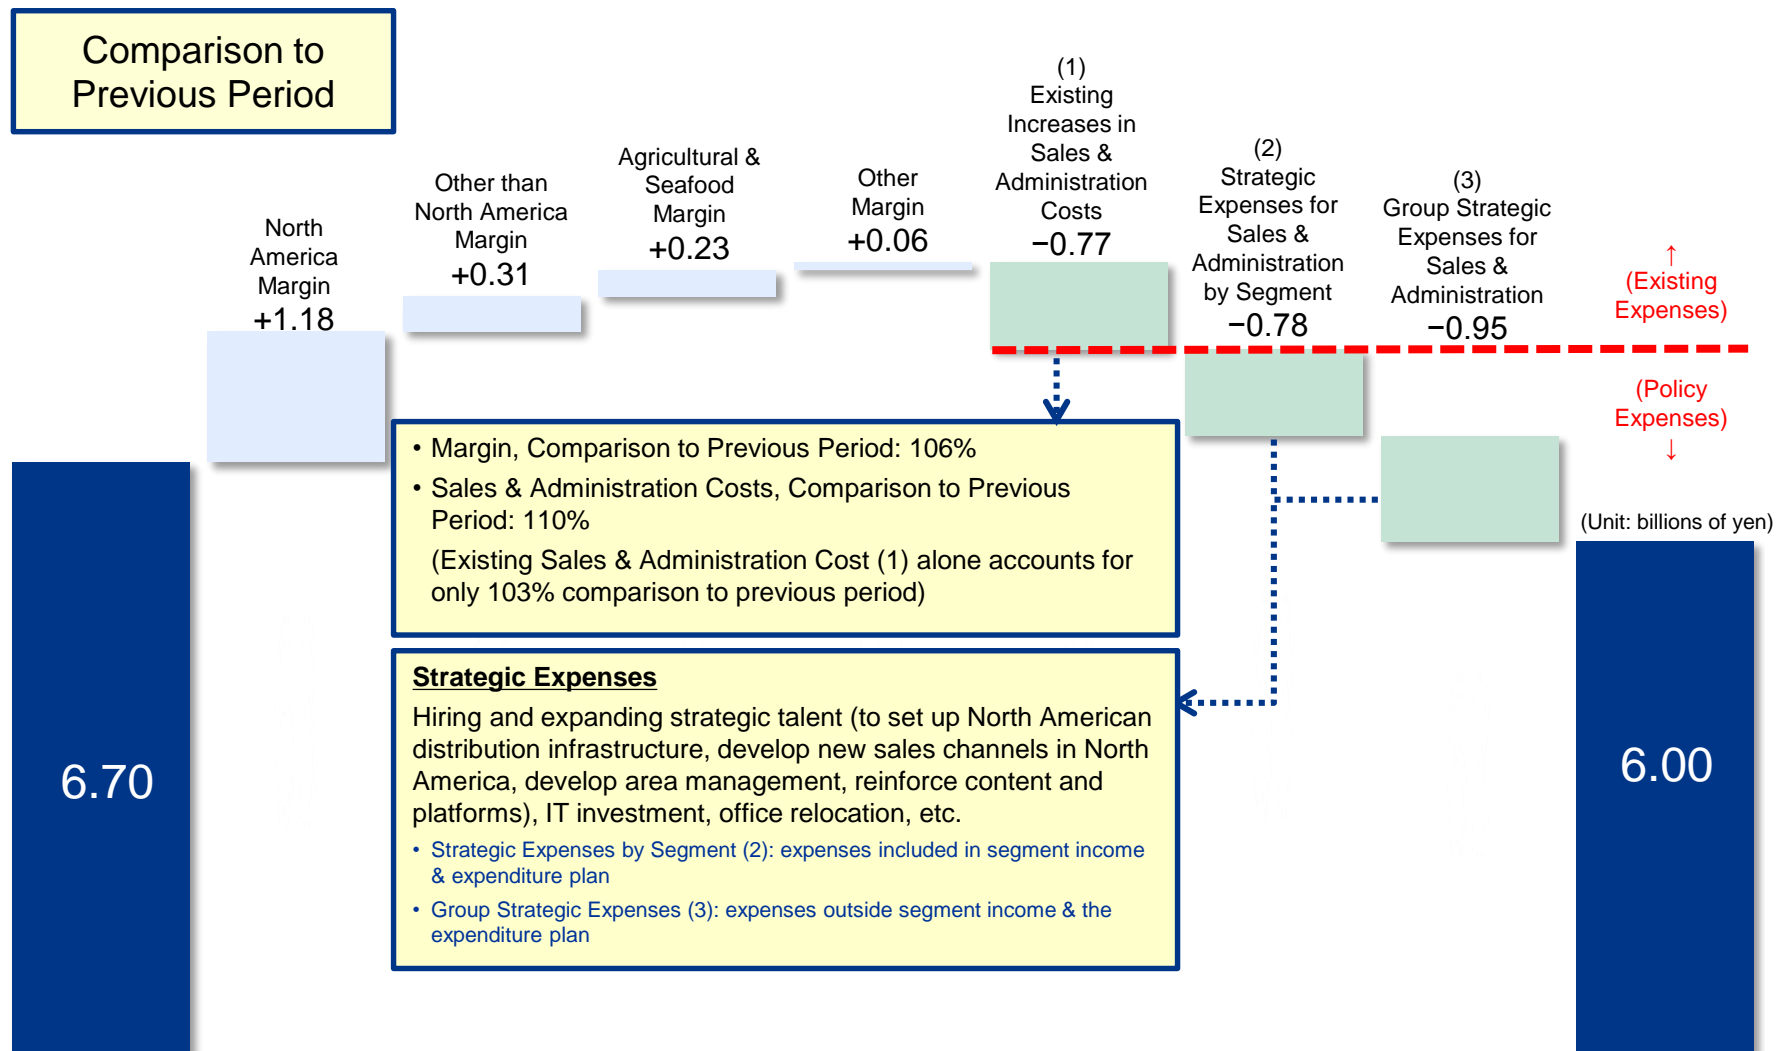 Comparison to
Previous Period
North
America
Margin
+1.18
Other than
North America
Margin
+0.31
Agricultural &
Seafood
Margin
+0.23
Other
Margin
+0.06
(1)
Existing
Increases in
Sales &
Administration
Costs
−0.77
(2)
Strategic
Expenses for
Sales &
Administration
by Segment
−0.78
(3)
Group Strategic
Expenses for
Sales &
Administration
−0.95
↑
(Existing
Expenses)
(Policy
Expenses)
↓
• Margin, Comparison to Previous Period: 106%
• Sales & Administration Costs, Comparison to Previous
Period: 110%
(Existing Sales & Administration Cost (1) alone accounts for
only 103% comparison to previous period)
(Unit: billions of yen)
Strategic Expenses
Hiring and expanding strategic talent (to set up North American
distribution infrastructure, develop new sales channels in North
America, develop area management, reinforce content and
platforms), IT investment, office relocation, etc.
• Strategic Expenses by Segment (2): expenses included in segment income
& expenditure plan
• Group Strategic Expenses (3): expenses outside segment income & the
expenditure plan
6.70
6.00